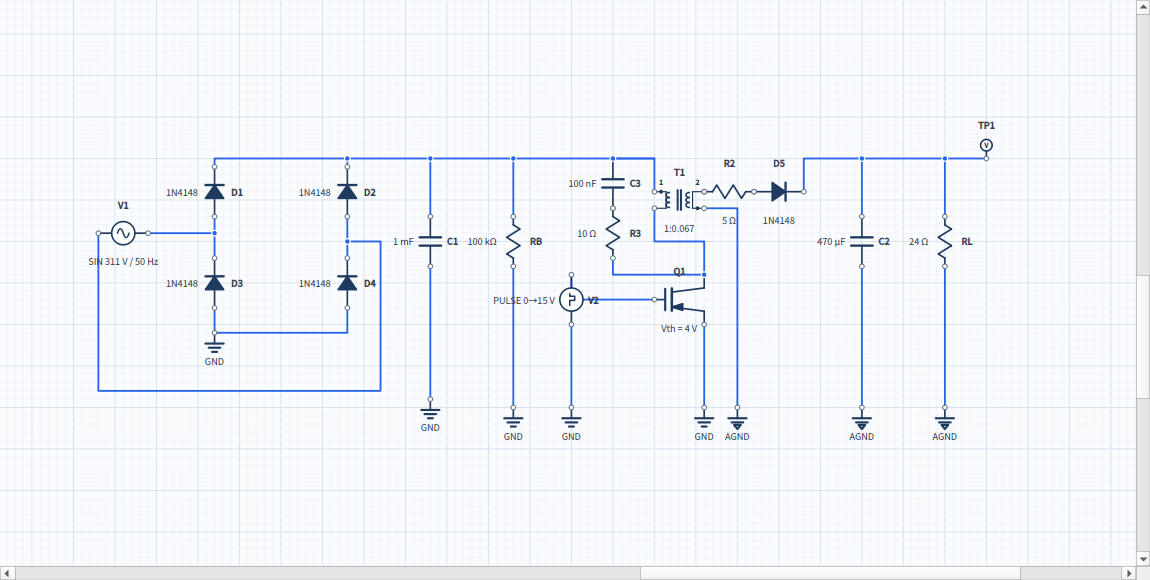 TP1
V
R2
D5
T1
1
2
100 nF
C3
1N4148
D1
1N4148
D2
V1
5 Ω
1N4148
1:0.067
10 Ω
R3
1 mF
C1
100 kΩ
RB
470 µF
C2
24 Ω
RL
SIN 311 V / 50 Hz
Q1
1N4148
D3
1N4148
D4
PULSE 0→15 V
V2
Vth = 4 V
GND
GND
GND
GND
GND
AGND
AGND
AGND